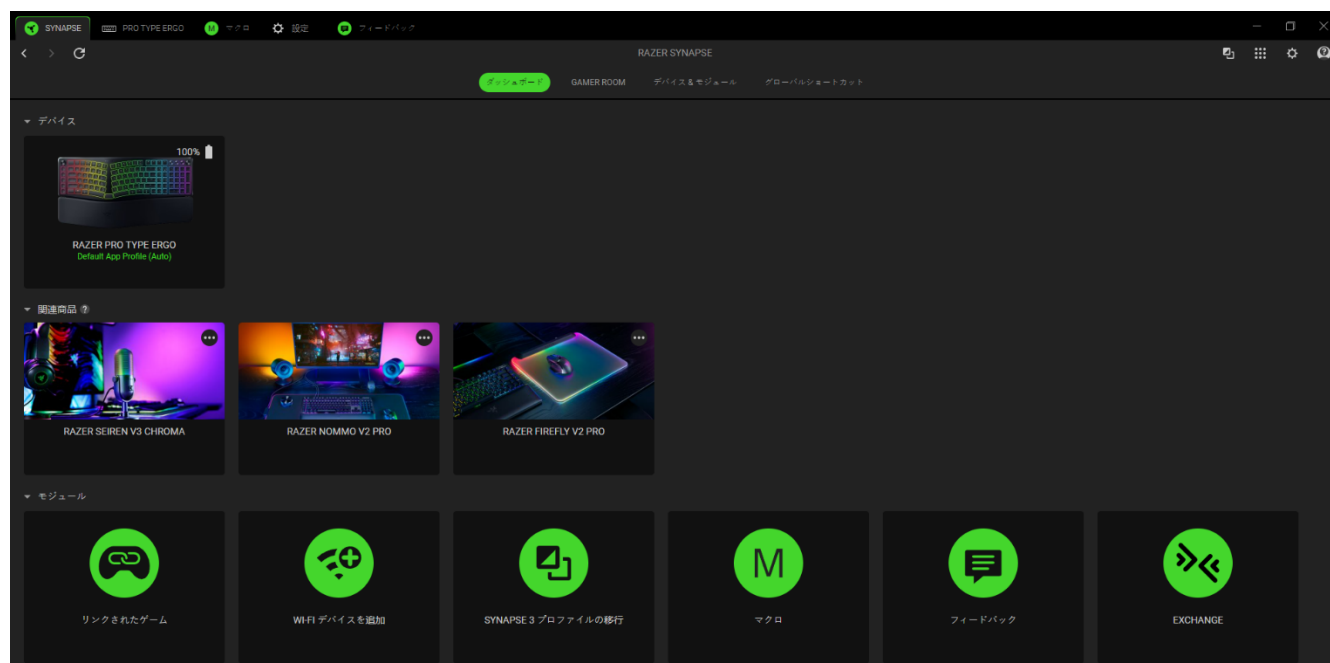 SYNAPSE
PRO TYPE ERGO
M マクロ
設定
フィードバック
RAZER SYNAPSE
ダッシュボード
GAMER ROOM
デバイス & モジュール
グローバルショートカット
デバイス
100%
RAZER PRO TYPE ERGO
Default App Profile (Auto)
関連商品 ?
RAZER SEIREN V3 CHROMA
RAZER NOMMO V2 PRO
RAZER FIREFLY V2 PRO
モジュール
リンクされたゲーム
WI-FI デバイスを追加
SYNAPSE 3 プロファイルの移行
M
マクロ
フィードバック
EXCHANGE